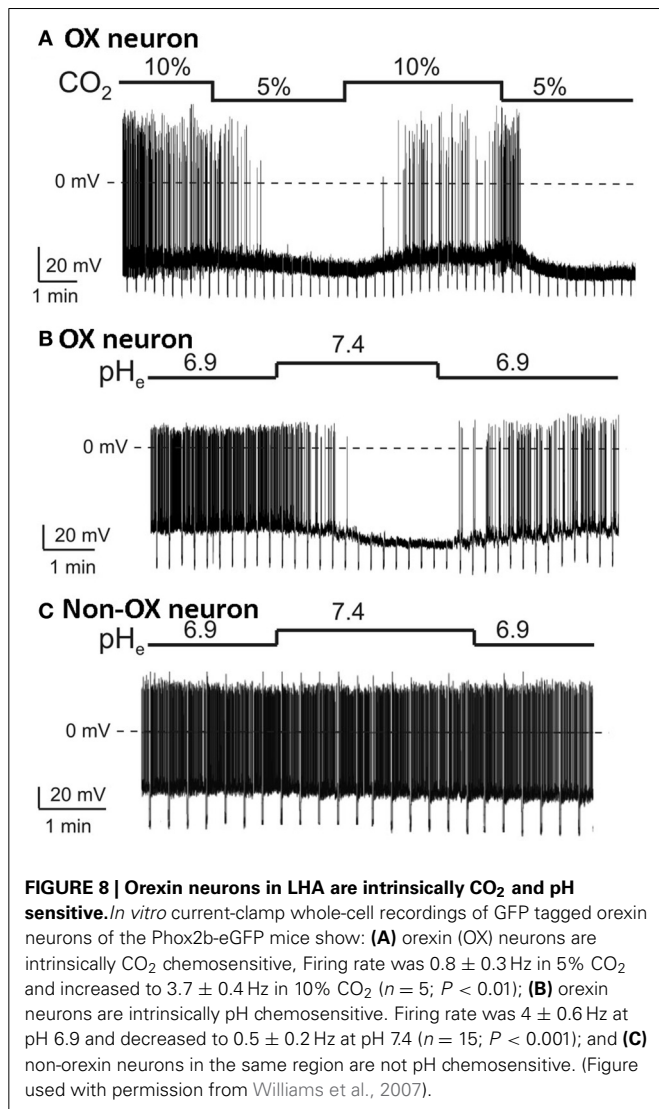 A OX neuron
CO2
10%
5%
10%
5%
0 mV
20 mV
1 min
B OX neuron
pHe
6.9
7.4
6.9
0 mV
20 mV
1 min
C Non-OX neuron
pHe
6.9
7.4
6.9
0 mV
20 mV
1 min
FIGURE 8 | Orexin neurons in LHA are intrinsically CO2 and pH
sensitive. In vitro current-clamp whole-cell recordings of GFP tagged orexin
neurons of the Phox2b-eGFP mice show: (A) orexin (OX) neurons are
intrinsically CO2 chemosensitive, Firing rate was 0.8 ± 0.3 Hz in 5% CO2
and increased to 3.7 ± 0.4 Hz in 10% CO2 (n = 5; P < 0.01); (B) orexin
neurons are intrinsically pH chemosensitive. Firing rate was 4 ± 0.6 Hz at
pH 6.9 and decreased to 0.5 ± 0.2 Hz at pH 7.4 (n = 15; P < 0.001); and (C)
non-orexin neurons in the same region are not pH chemosensitive. (Figure
used with permission from Williams et al., 2007).